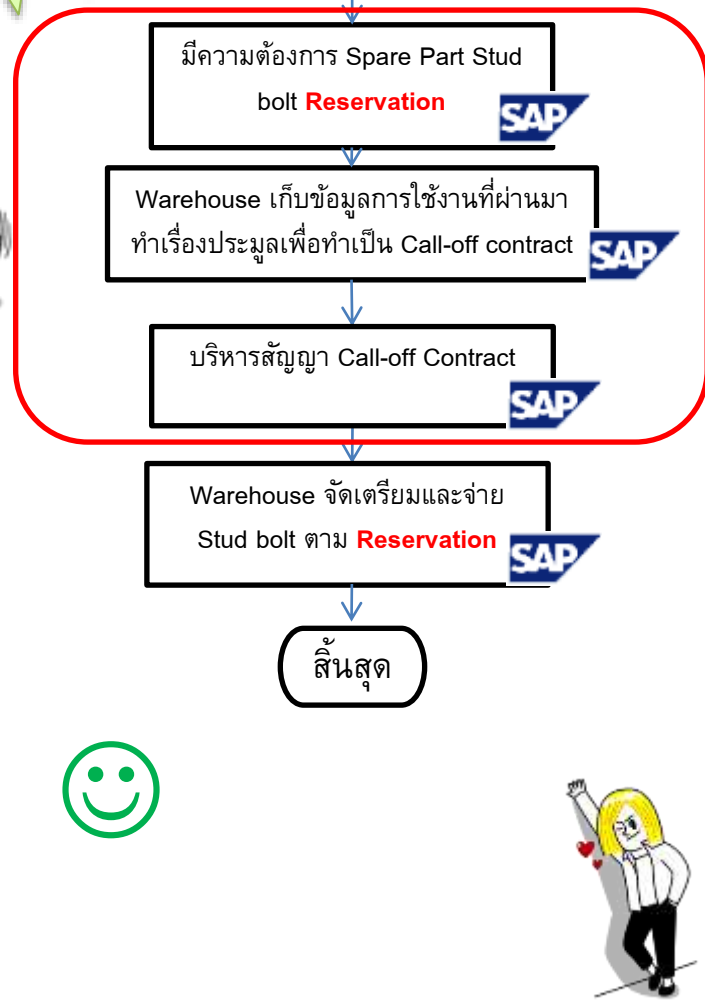 มีความต้องการ Spare Part Stud
bolt Reservation
SAP
Warehouse เก็บข้อมูลการใช้งานที่ผ่านมา
ทำเรื่องประมูลเพื่อทำเป็น Call-off contract
SAP
บริหารสัญญา Call-off Contract
SAP
Warehouse จัดเตรียมและจ่าย
Stud bolt ตาม Reservation
SAP
สิ้นสุด